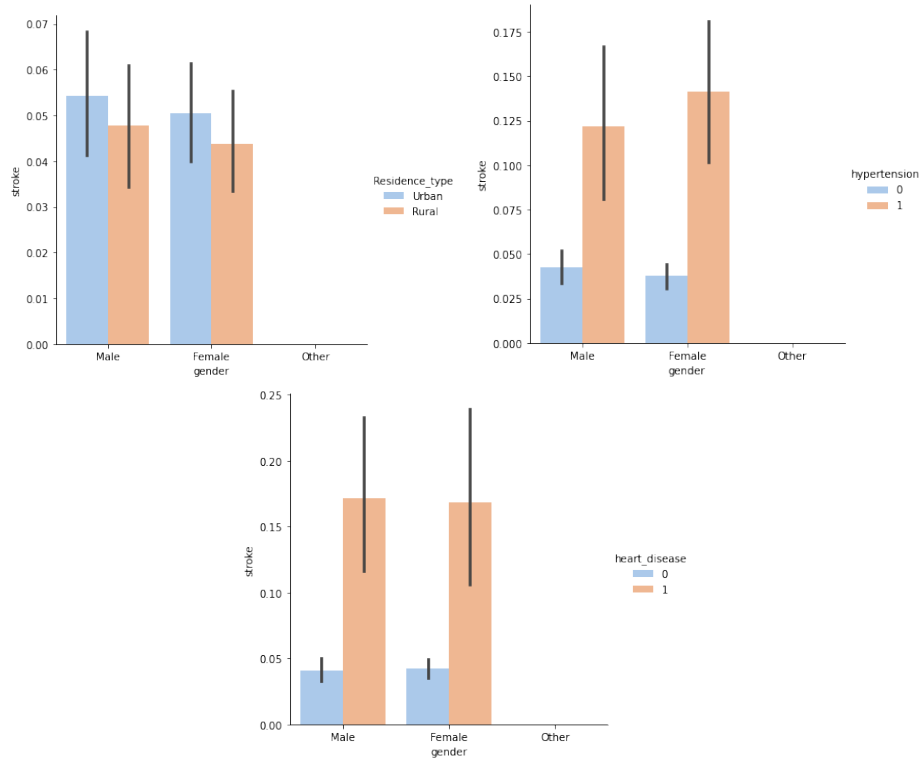 0.07
0.06
0.05
0.04
0.03
0.02
0.01
0.00
stroke
Male Female Other
gender
Residence_type
Urban
Rural
0.175
0.150
0.125
0.100
0.075
0.050
0.025
0.000
stroke
Male Female Other
gender
hypertension
0
1
0.25
0.20
0.15
0.10
0.05
0.00
stroke
Male Female Other
gender
heart_disease
0
1